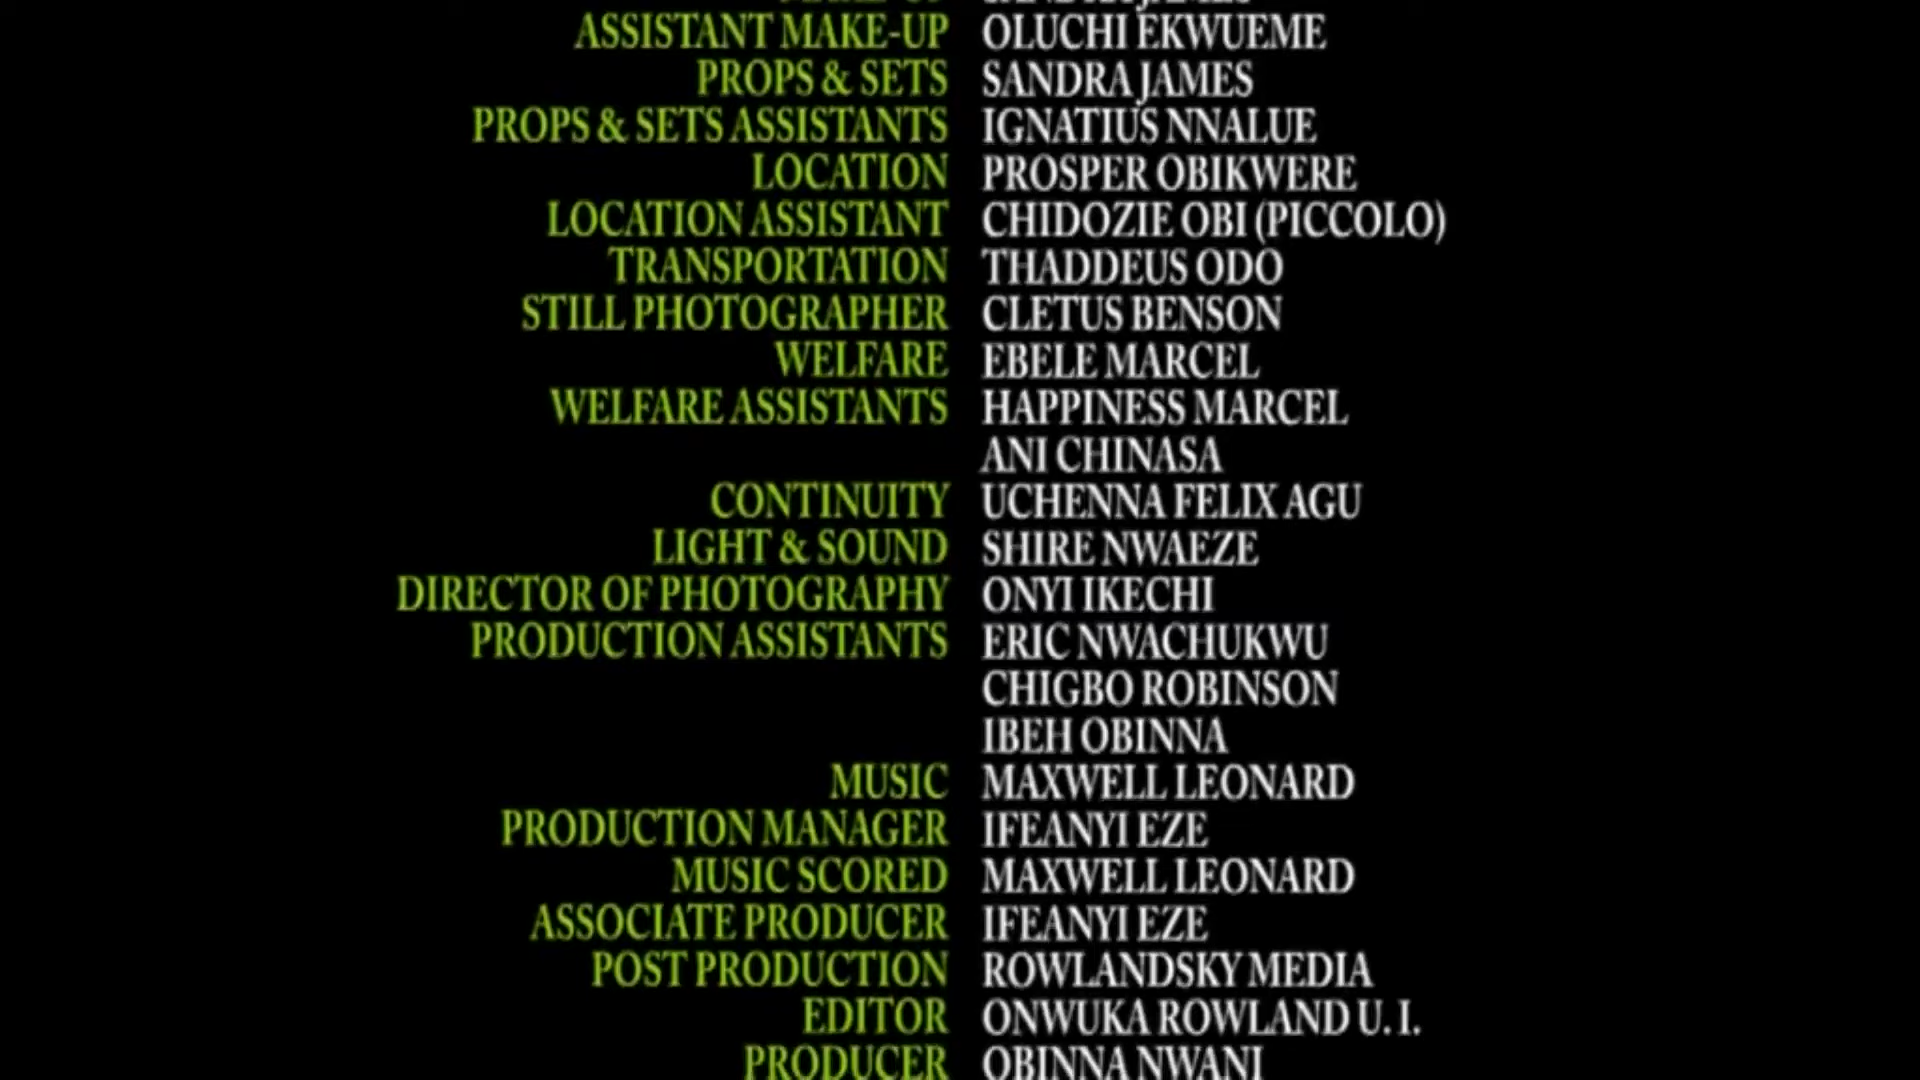 MAKE-UP SANDRA JAMES
ASSISTANT MAKE-UP OLUCHI EKWUEME
PROPS & SETS SANDRA JAMES
PROPS & SETS ASSISTANTS IGNATIUS NNALUE
LOCATION PROSPER OBIKWERE
LOCATION ASSISTANT CHIDOZIE OBI (PICCOLO)
TRANSPORTATION THADDEUS ODO
STILL PHOTOGRAPHER CLETUS BENSON
WELFARE EBELE MARCEL
WELFARE ASSISTANTS HAPPINESS MARCEL
ANI CHINASA
CONTINUITY UCHENNA FELIX AGU
LIGHT & SOUND SHIRE NWAEZE
DIRECTOR OF PHOTOGRAPHY ONYI IKECHI
PRODUCTION ASSISTANTS ERIC NWACHUKWU
CHIGBO ROBINSON
IBEH OBINNA
MUSIC MAXWELL LEONARD
PRODUCTION MANAGER IFEANYI EZE
MUSIC SCORED MAXWELL LEONARD
ASSOCIATE PRODUCER IFEANYI EZE
POST PRODUCTION ROWLANDSKY MEDIA
EDITOR ONWUKA ROWLAND U. I.
PRODUCER OBINNA NWANI